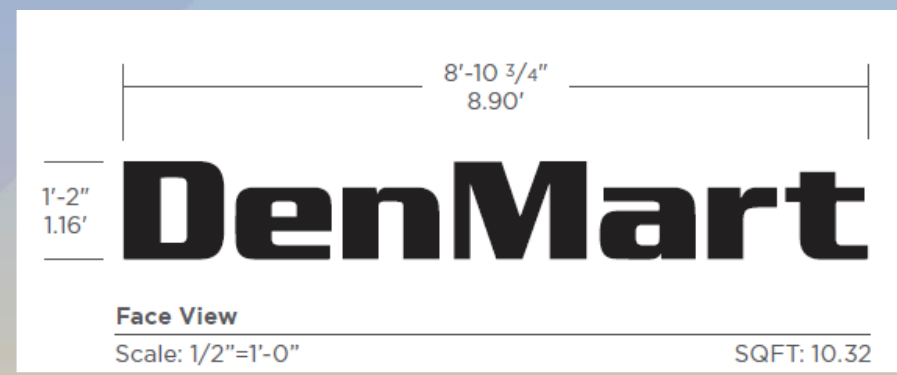 8'-10 3/4"
8.90'
1'-2"
1.16'
DenMart
Face View
Scale: 1/2"=1'-0"
SQFT: 10.32